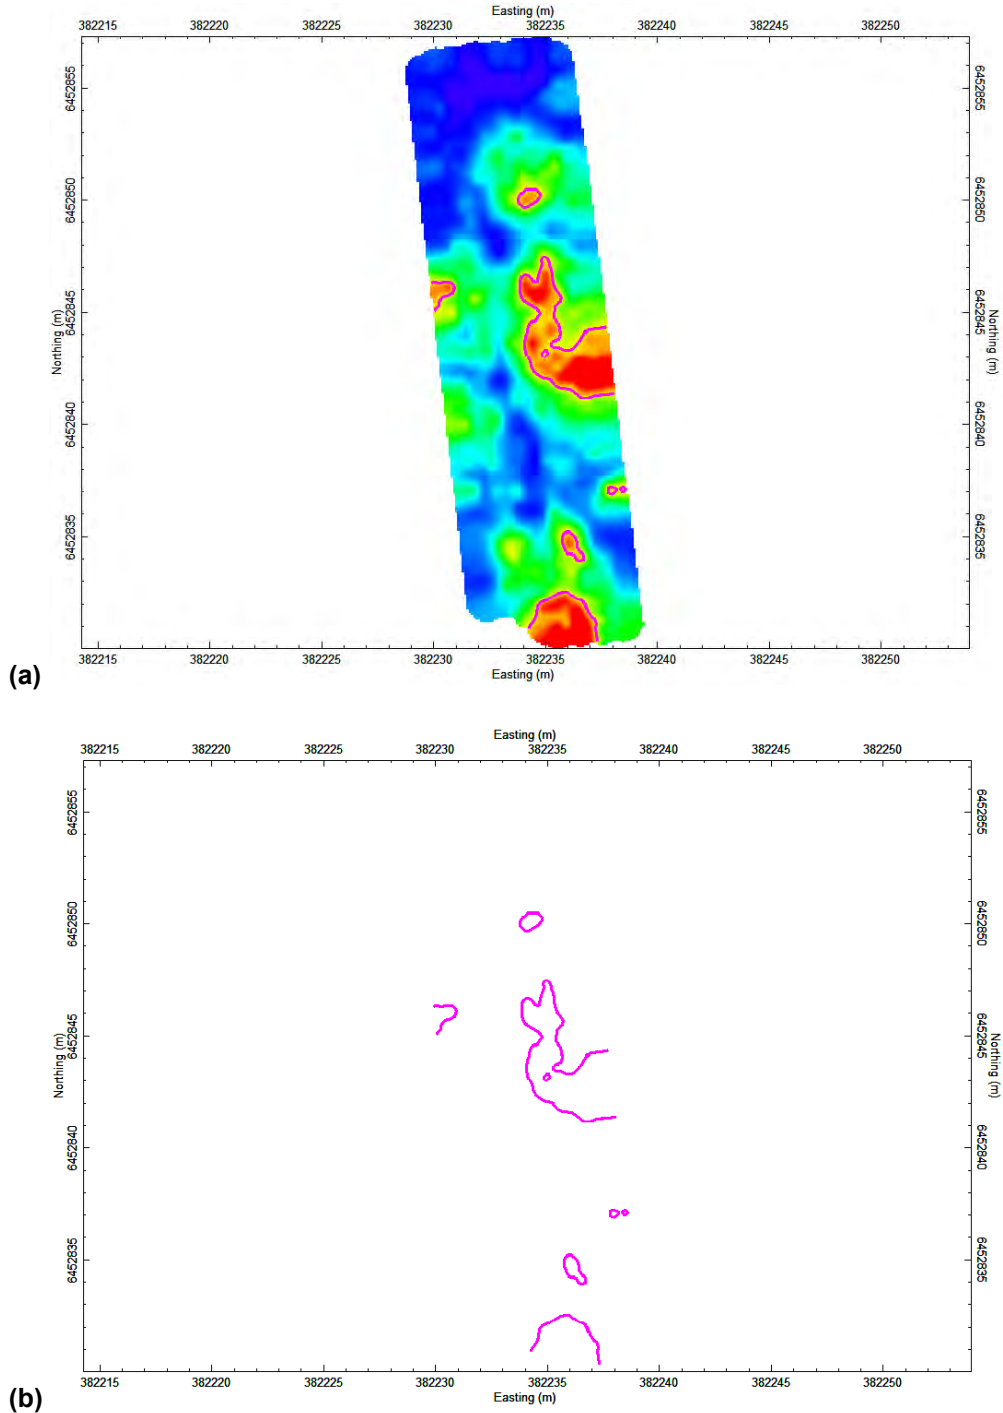 Easting (m)
382215 382220 382225 382230 382235 382240 382245 382250
6452855 6452855
6452850 6452850
6452845 6452845
Northing (m) Northing (m)
6452840 6452840
6452835 6452835
382215 382220 382225 382230 382235 382240 382245 382250
Easting (m)
(a)
Easting (m)
382215 382220 382225 382230 382236 382240 382245 382250
6452855 6452855
6452850 6452850
6452845 6452845
Northing (m) Northing (m)
6452840 6452840
6452835 6452835
382215 382220 382225 382230 382236 382240 382245 382250
Easting (m)
(b)